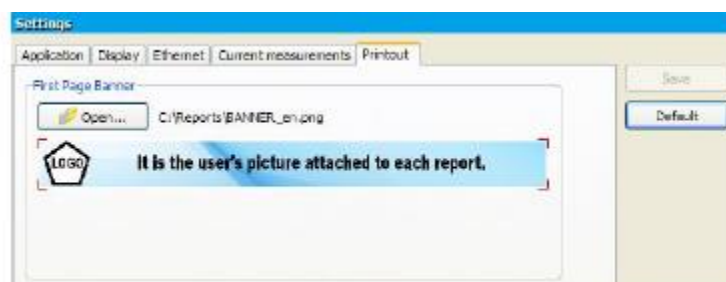 Settings
Application Display Ethernet Current measurements Printout
First Page Banner
Save
Open... C:\Reports\BANNER_en.png
Default
LOGO It is the user's picture attached to each report.